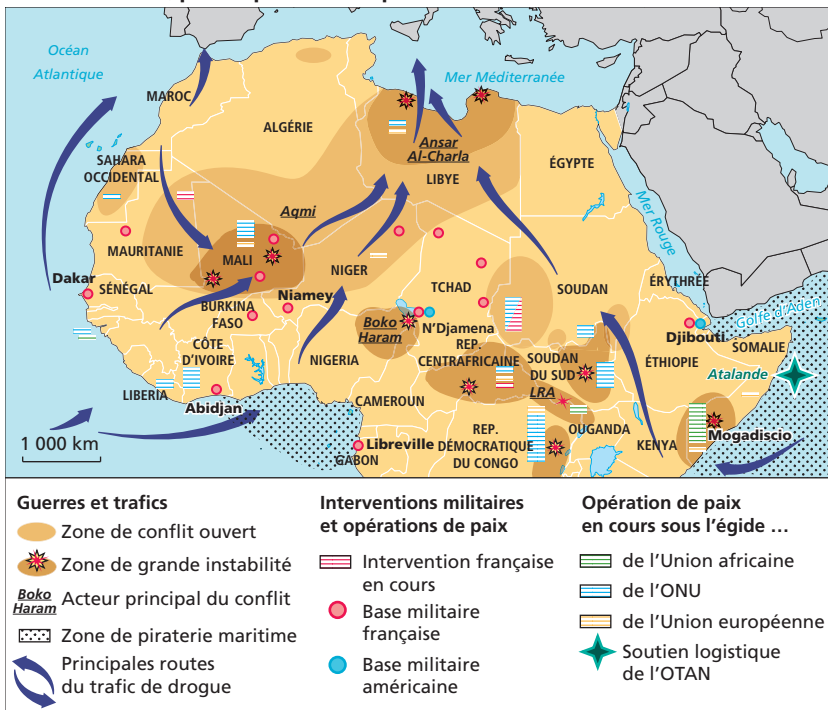 Océan
Atlantique
Mer Méditerranée
MAROC
ALGÉRIE
Ansar
Al-Charla
LIBYE
ÉGYPTE
SAHARA
OCCIDENTAL
Mer Rouge
Aqmi
MAURITANIE
MALI
NIGER
TCHAD
SOUDAN
ÉRYTHRÉE
Dakar
SÉNÉGAL
Niamey
BURKINA
FASO
Boko
Haram
N'Djamena
Golfe d'Aden
Djibouti
SOMALIE
CÔTE
D'IVOIRE
NIGERIA
RÉP.
CENTRAFRICAINE
SOUDAN
DU SUD
LRA
ÉTHIOPIE
Atalande
LIBERIA
Abidjan
CAMEROUN
1 000 km
Libreville
GABON
REP.
DÉMOCRATIQUE
DU CONGO
OUGANDA
KENYA
Mogadiscio
Guerres et trafics
Zone de conflit ouvert
Zone de grande instabilité
Boko
Haram
Acteur principal du conflit
Zone de piraterie maritime
Principales routes
du trafic de drogue
Interventions militaires
et opérations de paix
Intervention française
en cours
Base militaire
française
Base militaire
américaine
Opération de paix
en cours sous l'égide ...
de l'Union africaine
de l'ONU
de l'Union européenne
Soutien logistique
de l'OTAN